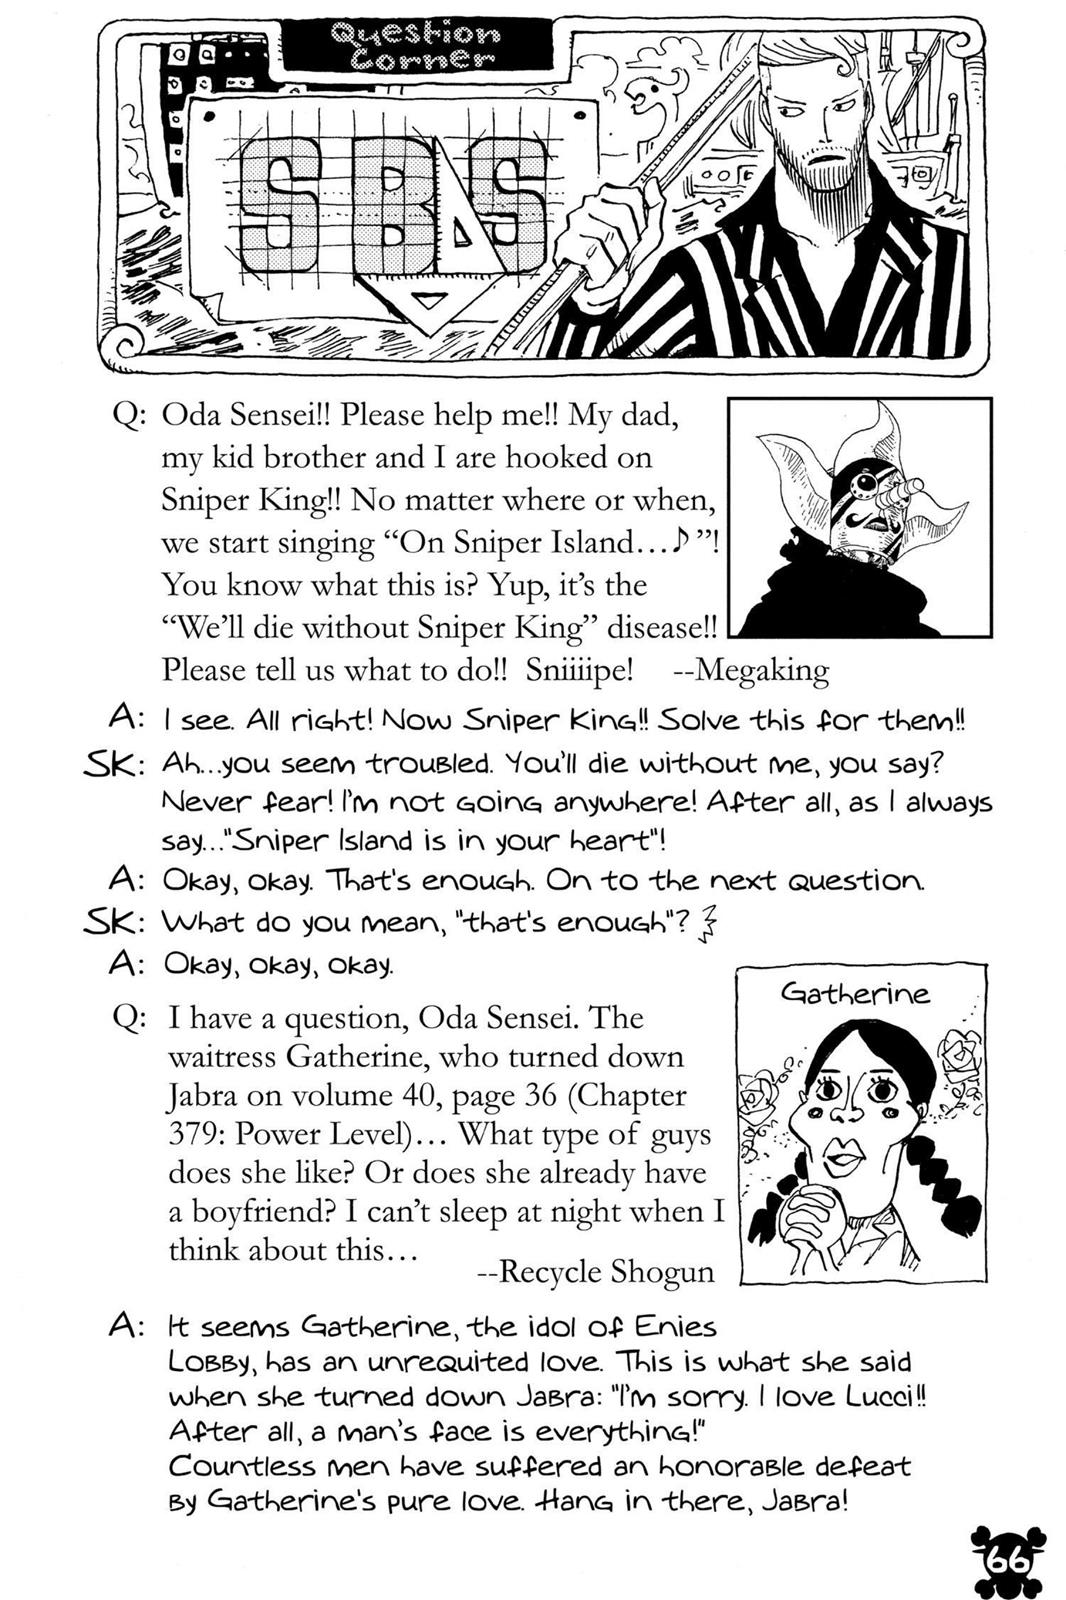 Question
Corner
SBS
Q: Oda Sensei!! Please help me!! My dad,
my kid brother and I are hooked on
Sniper King!! No matter where or when,
we start singing “On Sniper Island...♪”!
You know what this is? Yup, it’s the
“We’ll die without Sniper King” disease!!
Please tell us what to do!! Sniiiipe! --Megaking
A: I see. All right! Now Sniper King!! Solve this for them!!
SK: Ah...you seem troubled. You'll die without me, you say?
Never fear! I'm not going anywhere! After all, as I always
say..."Sniper Island is in your heart"!
A: Okay, okay. That's enough. On to the next question.
SK: What do you mean, "that's enough"?
A: Okay, okay, okay.
Gatherine
Q: I have a question, Oda Sensei. The
waitress Gatherine, who turned down
Jabra on volume 40, page 36 (Chapter
379: Power Level)... What type of guys
does she like? Or does she already have
a boyfriend? I can’t sleep at night when I
think about this...
--Recycle Shogun
A: It seems Gatherine, the idol of Enies
Lobby, has an unrequited love. This is what she said
when she turned down Jabra: "I'm sorry. I love Lucci!!
After all, a man's face is everything!"
Countless men have suffered an honorable defeat
by Gatherine's pure love. Hang in there, Jabra!
66